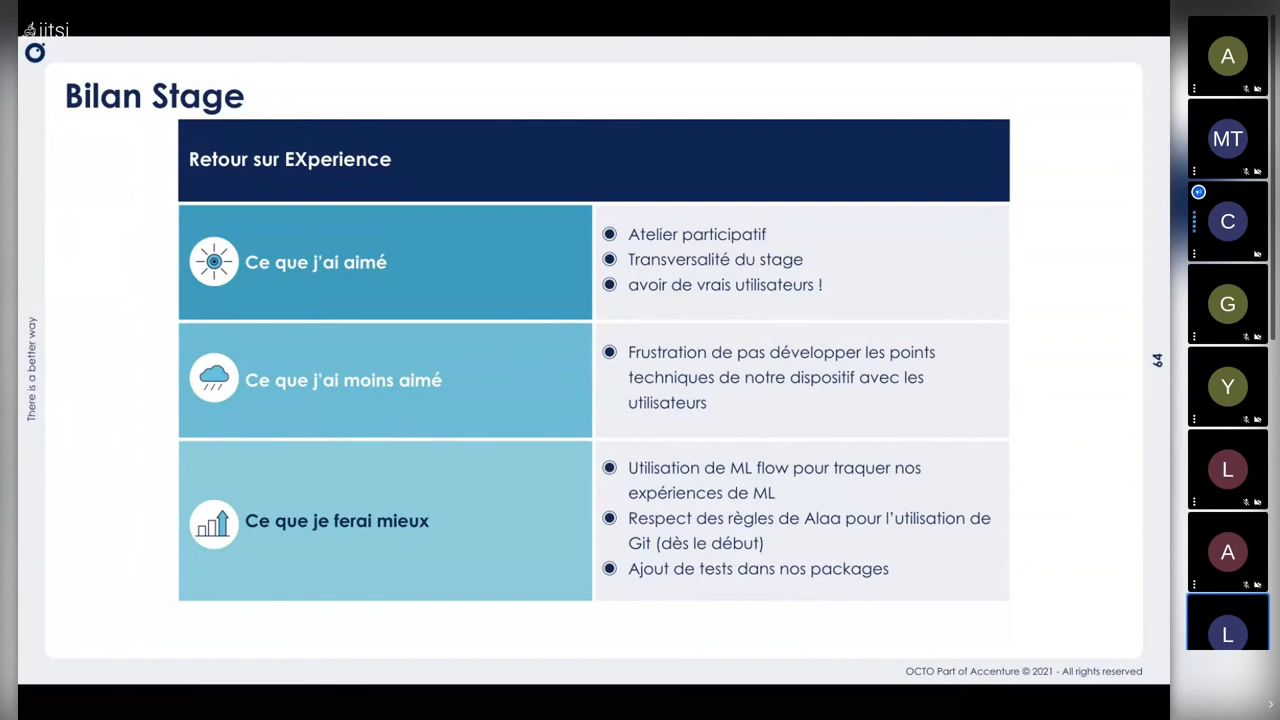 jitsi
Bilan Stage
Retour sur EXperience
Ce que j'ai aimé
Atelier participatif
Transversalité du stage
avoir de vrais utilisateurs !
Ce que j'ai moins aimé
Frustration de pas développer les points
techniques de notre dispositif avec les
utilisateurs
Ce que je ferai mieux
Utilisation de ML flow pour traquer nos
expériences de ML
Respect des règles de Alaa pour l’utilisation de
Git (dès le début)
Ajout de tests dans nos packages
There is a better way
64
OCTO Part of Accenture © 2021 - All rights reserved
A
MT
C
G
Y
L
A
L